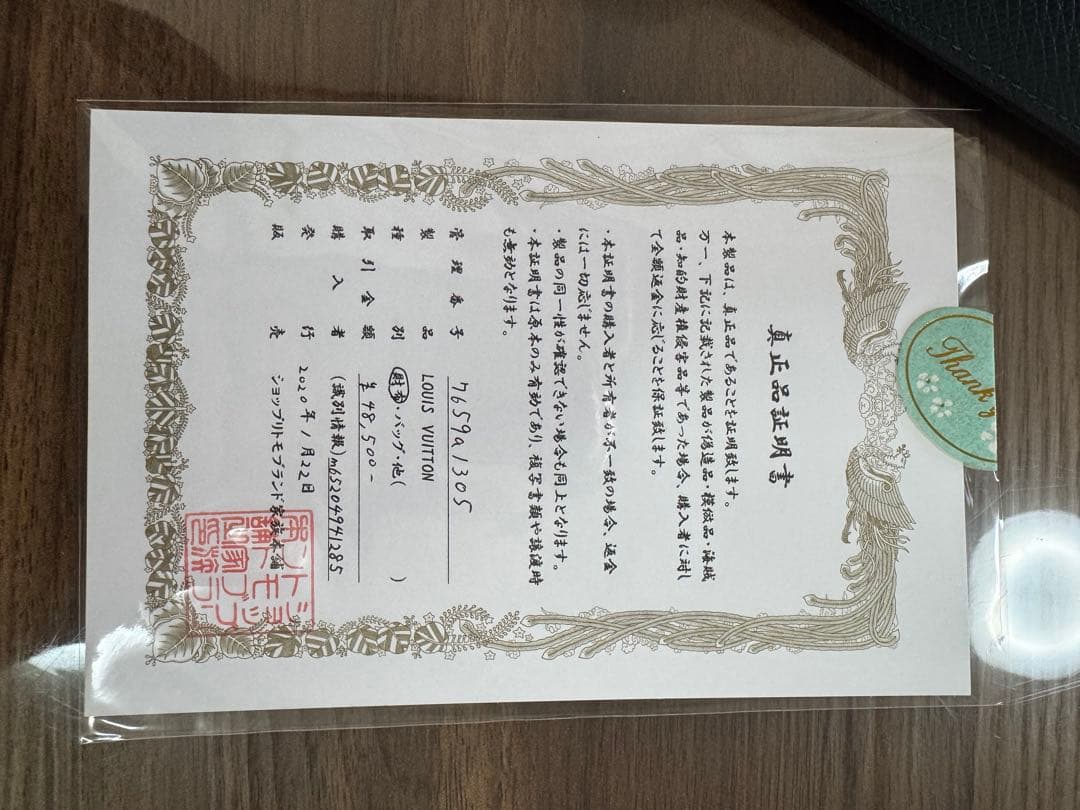 真正品証明書
本製品は、真正品であることを証明致します。
万一、下記に記載された製品が偽造品・模倣品・海賊
品・知的財産権侵害品等であった場合、購入者に対し
て全額返金に応じることを保証致します。
・本証明書の購入者と所有者が不一致の場合、返金
には一切応じません。
・製品の同一性が確認できない場合も同上となります。
・本証明書は原本のみ有効であり、複写書類や譲渡時
も無効となります。
管理番号 7659a1305
製品 LOUIS VUITTON
種別 財布・バッグ・他( )
取引金額 ¥48,500-
購入者 (識別情報)m65204941285
発行 2020年1月22日
販売 ショップリトモブランド家族本舗
Thank